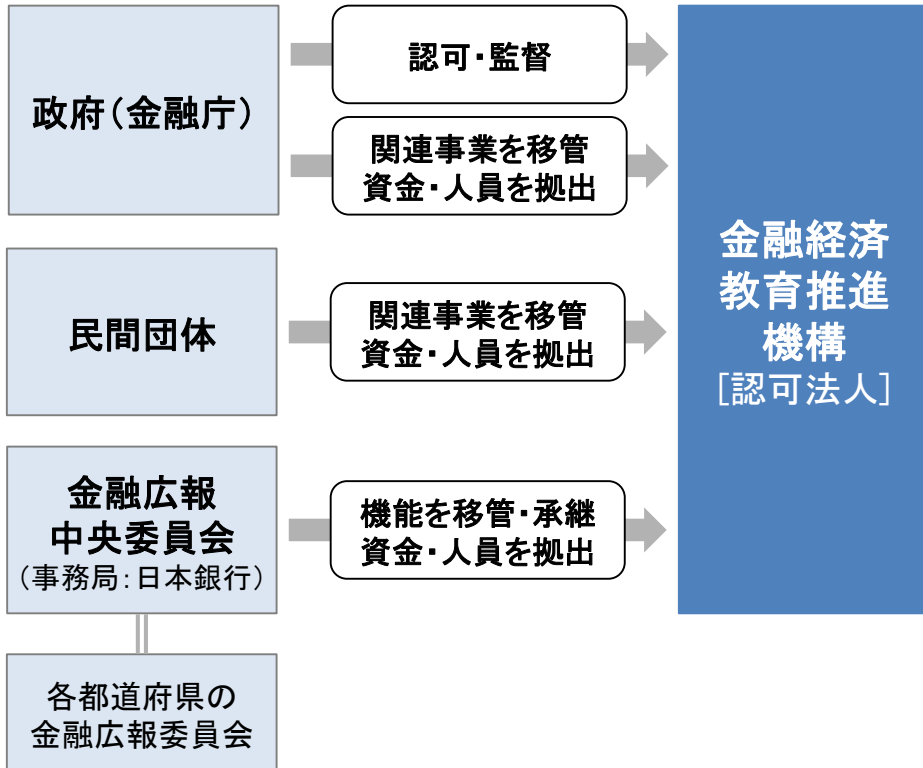 政府（金融庁）
認可・監督
関連事業を移管
資金・人員を拠出
民間団体
関連事業を移管
資金・人員を拠出
金融広報
中央委員会
（事務局：日本銀行）
機能を移管・承継
資金・人員を拠出
各都道府県の
金融広報委員会
金融経済
教育推進
機構
［認可法人］